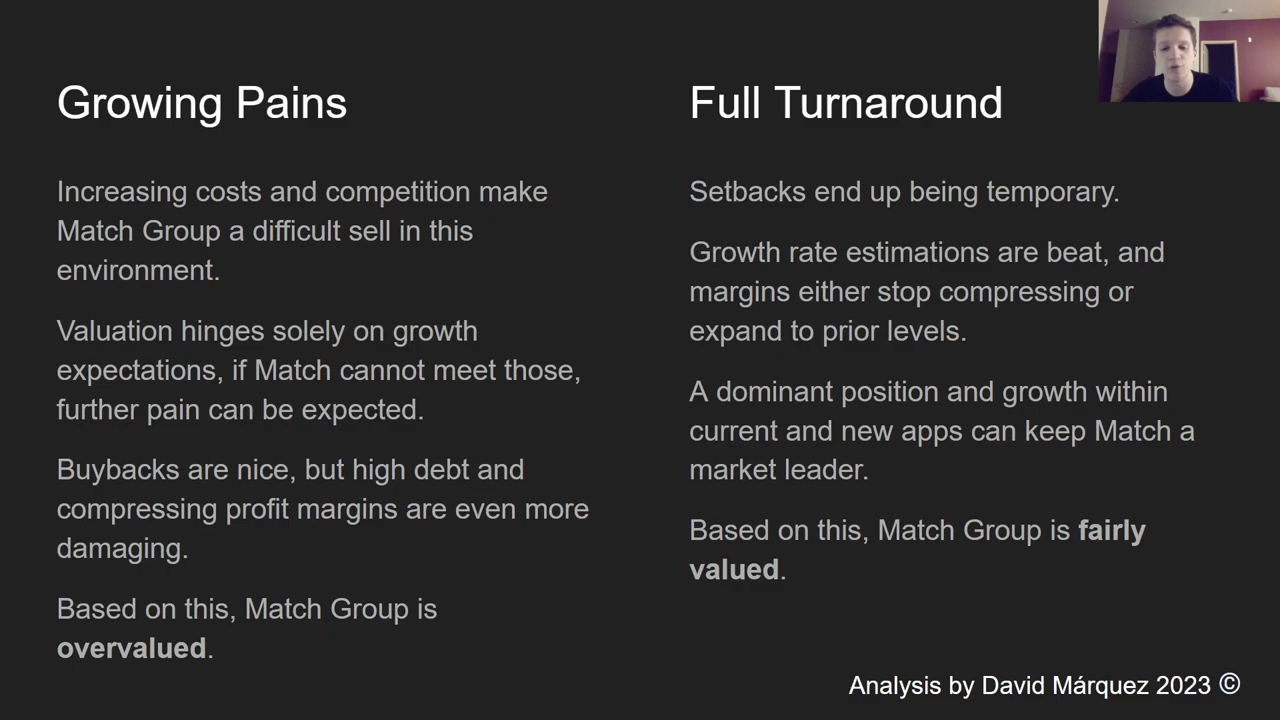 Growing Pains
Increasing costs and competition make
Match Group a difficult sell in this
environment.
Valuation hinges solely on growth
expectations, if Match cannot meet those,
further pain can be expected.
Buybacks are nice, but high debt and
compressing profit margins are even more
damaging.
Based on this, Match Group is
overvalued.
Full Turnaround
Setbacks end up being temporary.
Growth rate estimations are beat, and
margins either stop compressing or
expand to prior levels.
A dominant position and growth within
current and new apps can keep Match a
market leader.
Based on this, Match Group is fairly
valued.
Analysis by David Márquez 2023 ©